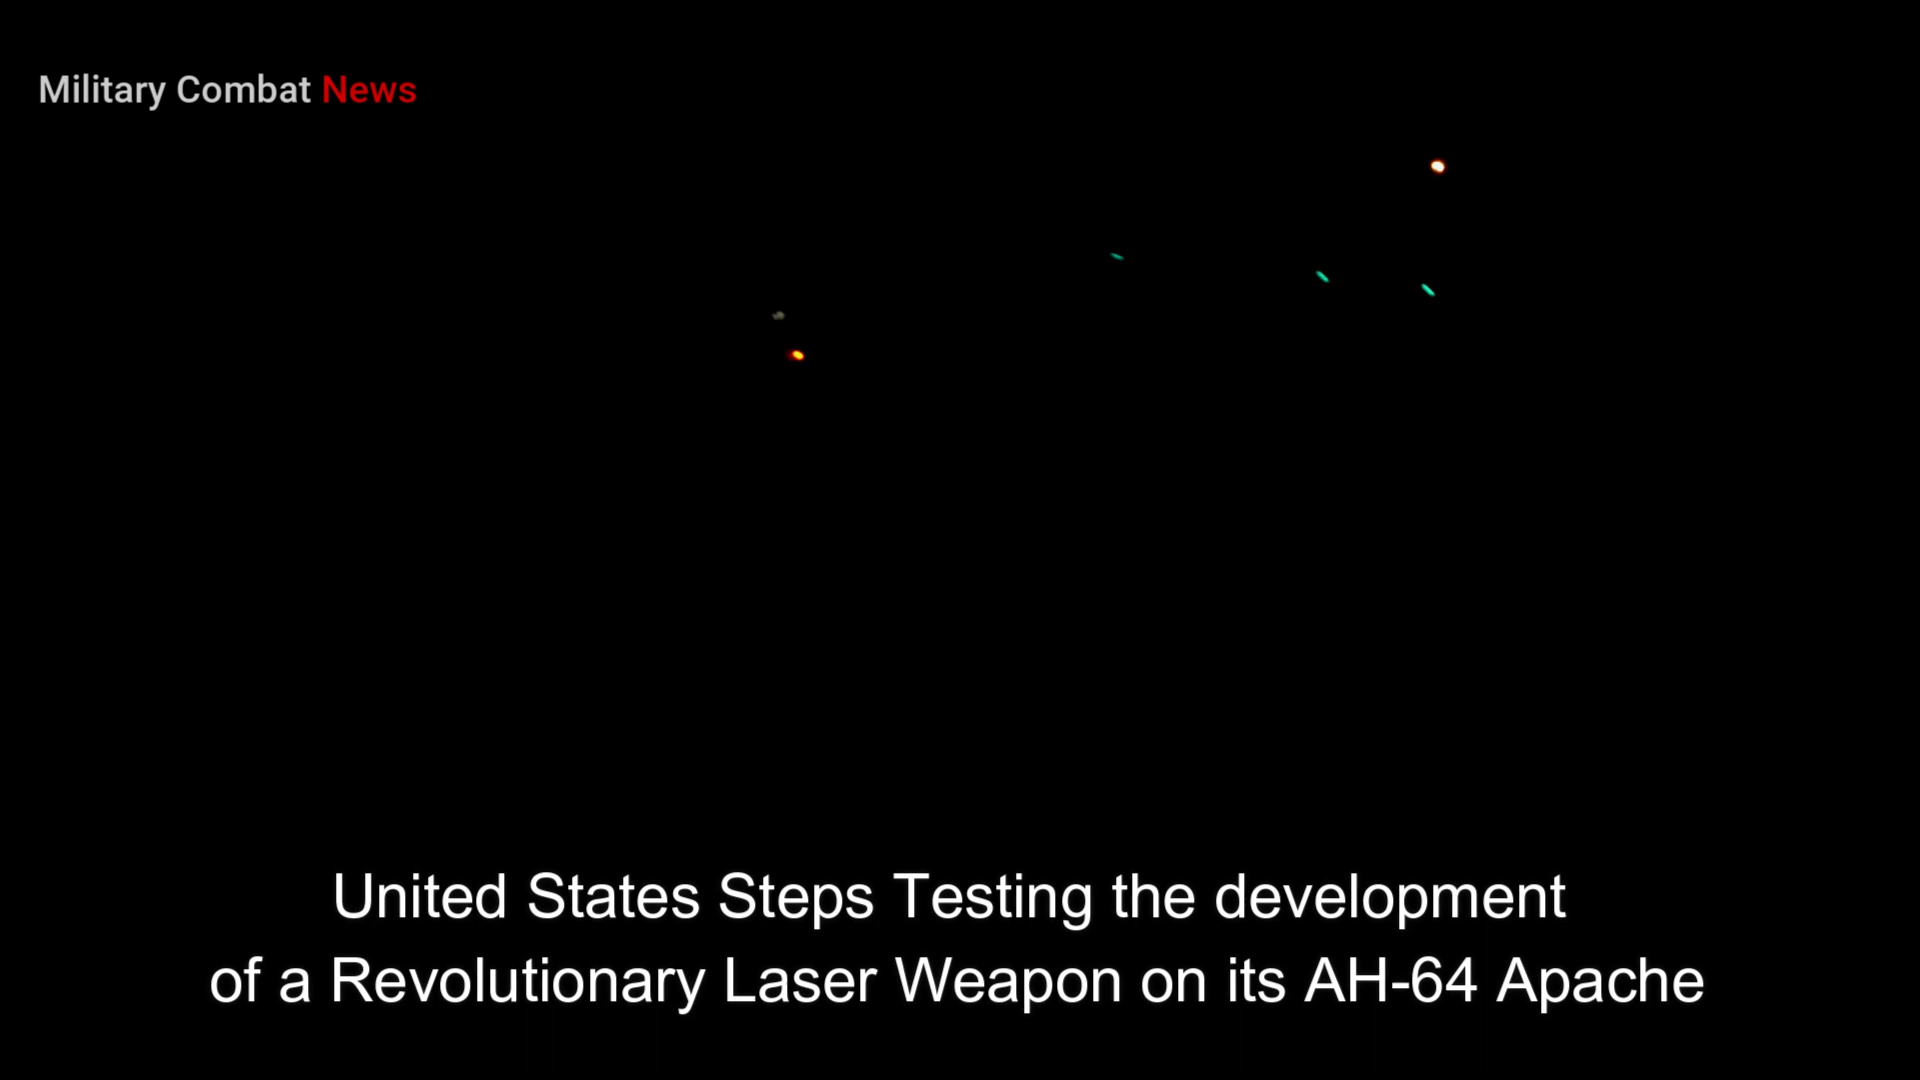 Military Combat News
United States Steps Testing the development
of a Revolutionary Laser Weapon on its AH-64 Apache